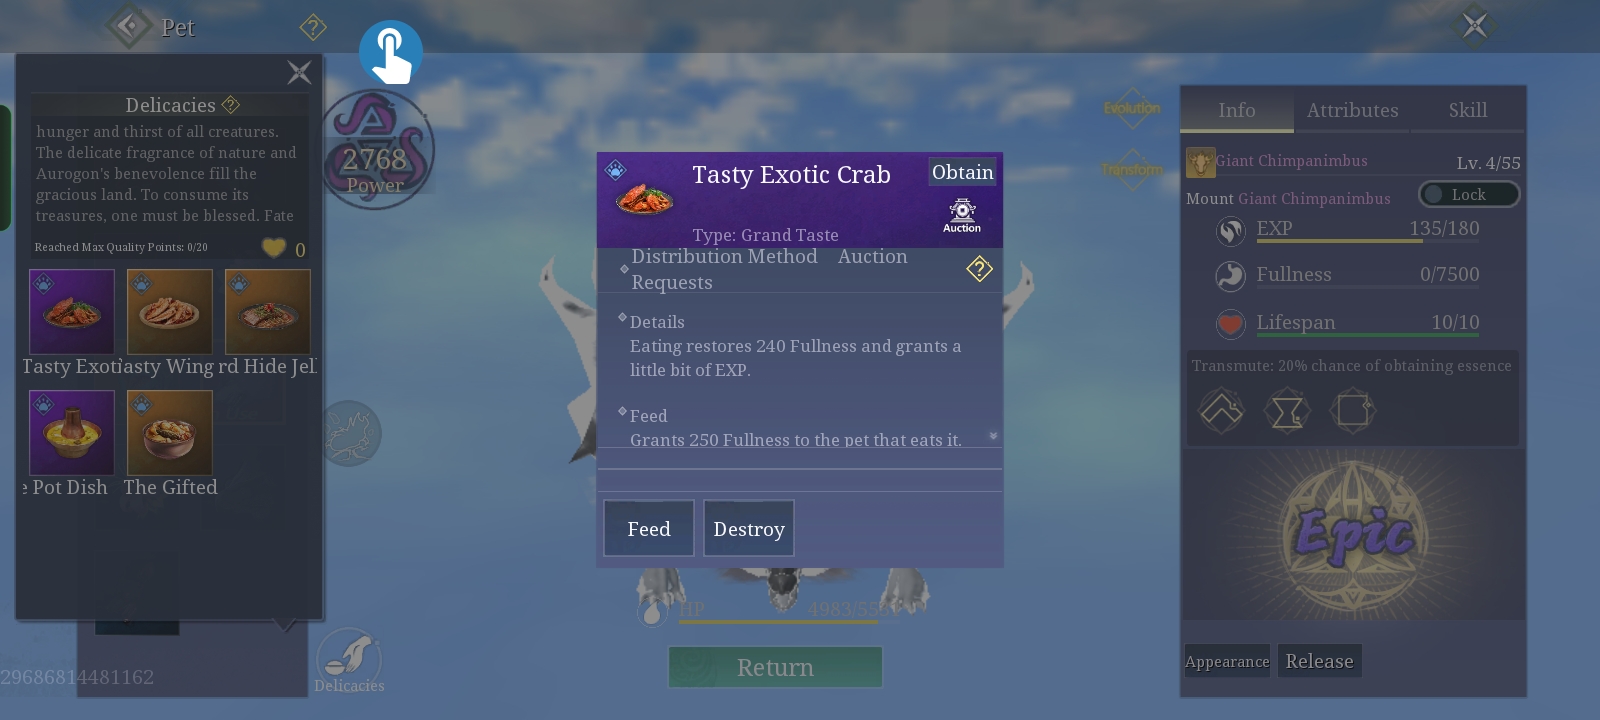 Pet
Delicacies
hunger and thirst of all creatures.
The delicate fragrance of nature and
Aurogon's benevolence fill the
gracious land. To consume its
treasures, one must be blessed. Fate
Reached Max Quality Points: 0/20
0
Tasty Exoti
Tasty Wing
rd Hide Jel
e Pot Dish
The Gifted
29686814481162
Delicacies
2768
Power
Tasty Exotic Crab
Obtain
Type: Grand Taste
Auction
Distribution Method Auction
Requests
Details
Eating restores 240 Fullness and grants a
little bit of EXP.
Feed
Grants 250 Fullness to the pet that eats it.
Feed
Destroy
HP
Return
Evolution
Transform
Info
Attributes
Skill
Giant Chimpanimbus
Lv. 4/55
Mount Giant Chimpanimbus
Lock
EXP 135/180
Fullness 0/7500
Lifespan 10/10
Transmute: 20% chance of obtaining essence
Epic
Appearance
Release